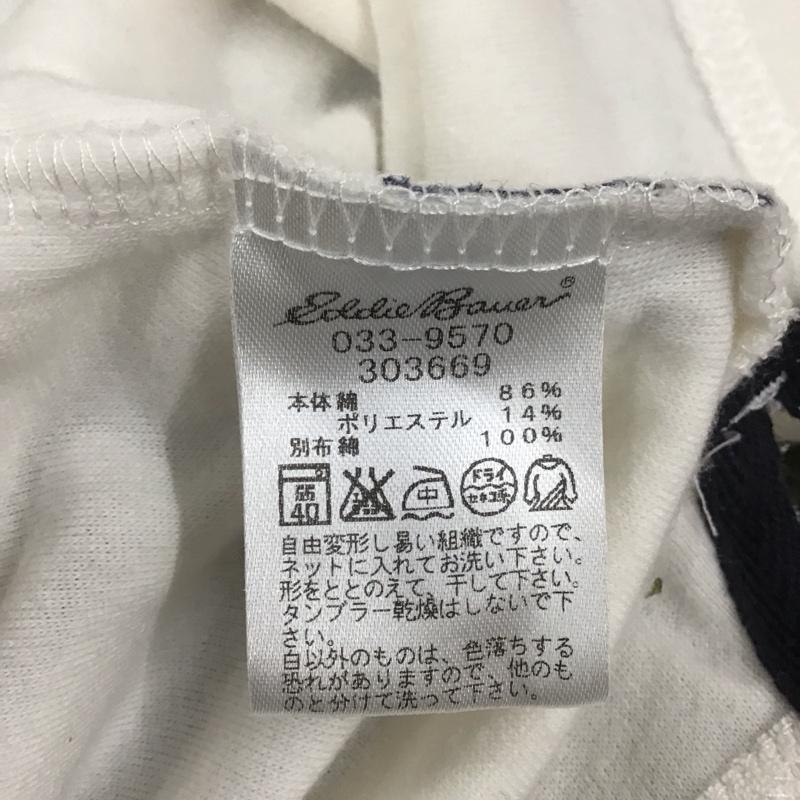 Eddie Bauer®
033-9570
303669
本体 綿 86%
ポリエステル 14%
別布 綿 100%
弱 40 中 ドライ セキユ系
自由変形し易い組織ですので、
ネットに入れてお洗い下さい。
形をととのえて、干して下さい。
タンブラー乾燥はしないで下
さい。
白以外のものは、色落ちする
恐れがありますので、他のも
のと分けて洗って下さい。